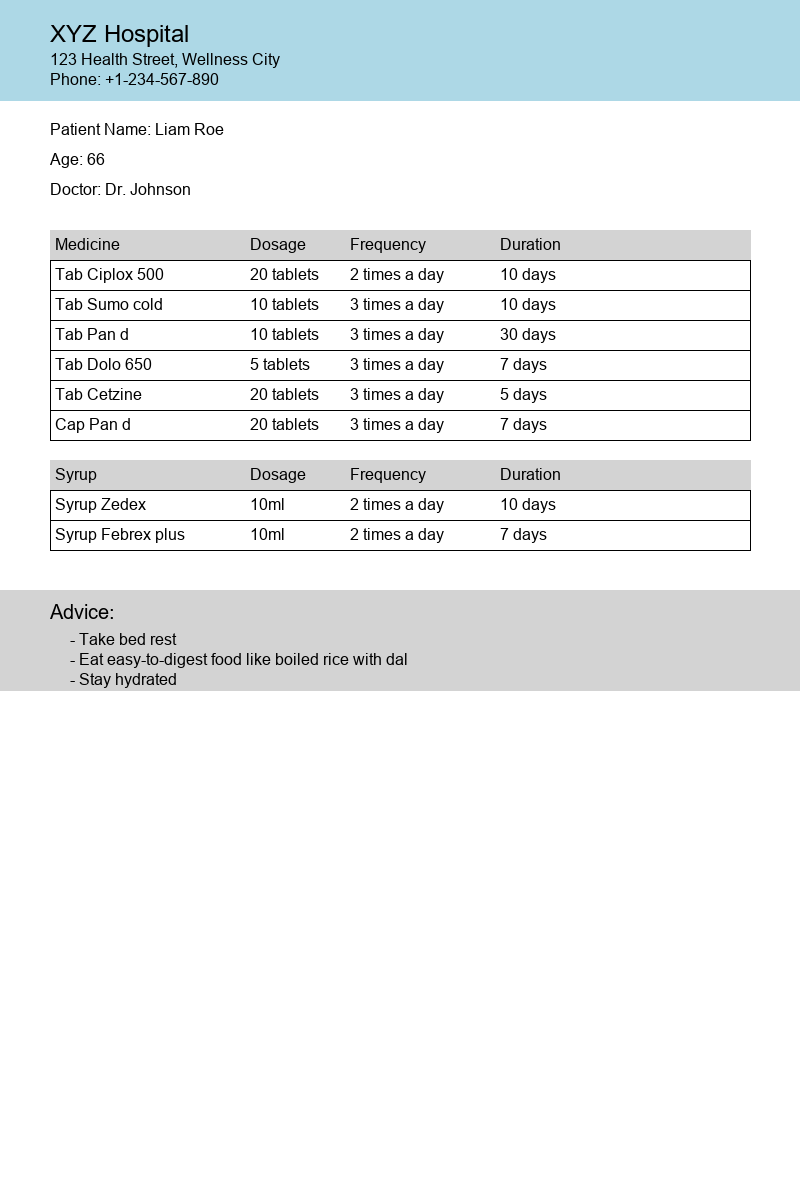 XYZ Hospital
123 Health Street, Wellness City
Phone: +1-234-567-890
Patient Name: Liam Roe
Age: 66
Doctor: Dr. Johnson
Medicine Dosage Frequency Duration
Tab Ciplox 500 20 tablets 2 times a day 10 days
Tab Sumo cold 10 tablets 3 times a day 10 days
Tab Pan d 10 tablets 3 times a day 30 days
Tab Dolo 650 5 tablets 3 times a day 7 days
Tab Cetzine 20 tablets 3 times a day 5 days
Cap Pan d 20 tablets 3 times a day 7 days
Syrup Dosage Frequency Duration
Syrup Zedex 10ml 2 times a day 10 days
Syrup Febrex plus 10ml 2 times a day 7 days
Advice:
- Take bed rest
- Eat easy-to-digest food like boiled rice with dal
- Stay hydrated